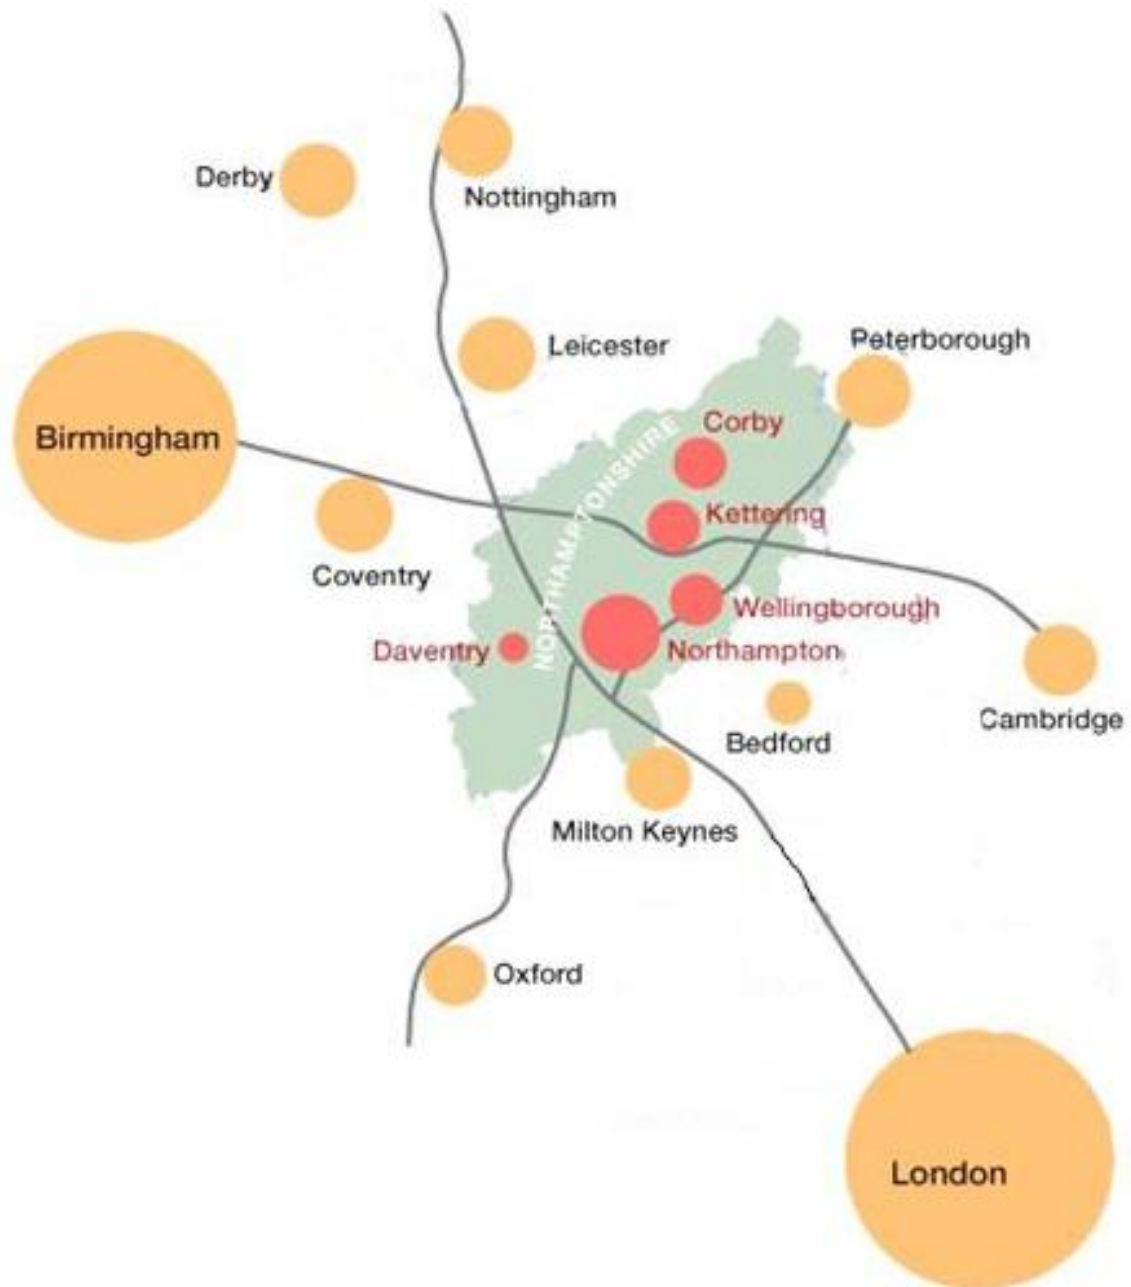 Derby
Nottingham
Leicester
Peterborough
Birmingham
Corby
NORTHAMPTONSHIRE
Kettering
Coventry
Wellingborough
Daventry
Northampton
Bedford
Cambridge
Milton Keynes
Oxford
London